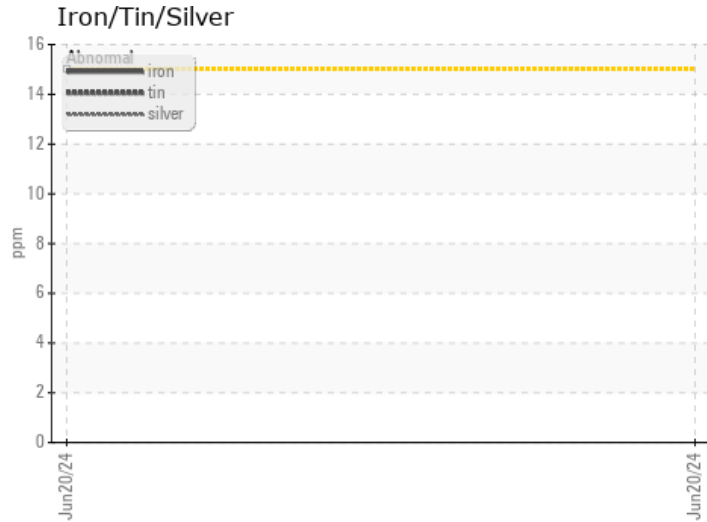 Iron/Tin/Silver
16
14
12
10
8
6
4
2
0
ppm
Abnormal
iron
tin
silver
Jun20/24
Jun20/24